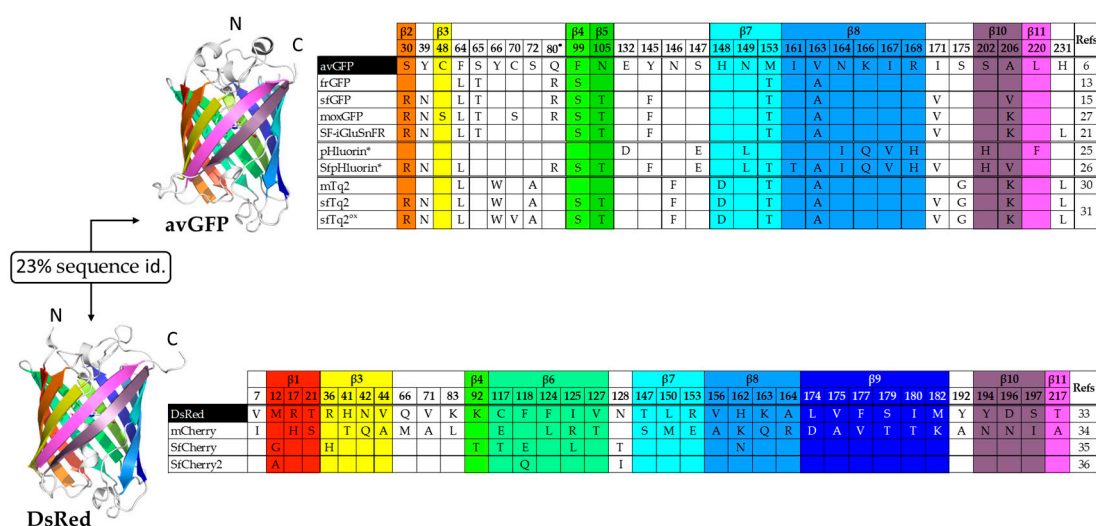 N
C
avGFP
23% sequence id.
N
C
DsRed
β2 β3 β4 β5 β7 β8 β10 β11 Refs
30 39 48 64 65 66 70 72 80* 99 105 132 145 146 147 148 149 153 161 163 164 166 167 168 171 175 202 206 220 231
avGFP S Y C F S Y C S Q F N E Y N S H N M I V N K I R I S S A L H 6
frGFP L T R S T A 13
sfGFP R N L T R S T F T A V V 15
moxGFP R N S L T S R S T F T A V K 27
SF-iGluSnFR R N L T S T F T A V K L 21
pHluorin* D E L I Q V H H F 25
SfpHluorin* R N L R S T F E L T T A I Q V H V H V 26
mTq2 L W A F D A G K L 30
sfTq2 R N L W A S T F D T A V G K L 31
sfTq2ox R N L W V A S T F D T A V G K L
β1 β3 β4 β6 β7 β8 β9 β10 β11 Refs
7 12 17 21 36 41 42 44 66 71 83 92 117 118 124 125 127 128 147 150 153 156 162 163 164 174 175 177 179 180 182 192 194 196 197 217
DsRed V M R T R H N V Q V K K C F F I V N T L R V H K A L V F S I M Y Y D S T 33
mCherry I H S T Q A M A L E L R T S M E A K Q R D A V T T K A N N I A 34
SfCherry G H T T E L T N 35
SfCherry2 A Q I 36